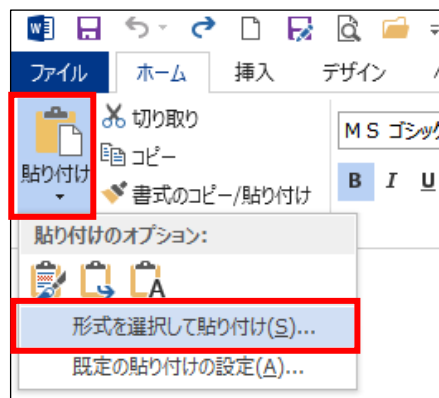 ファイル ホーム 挿入 デザイン
貼り付け
切り取り
コピー
書式のコピー/貼り付け
MS ゴシック
B I U
貼り付けのオプション:
A
形式を選択して貼り付け(S)...
既定の貼り付けの設定(A)...